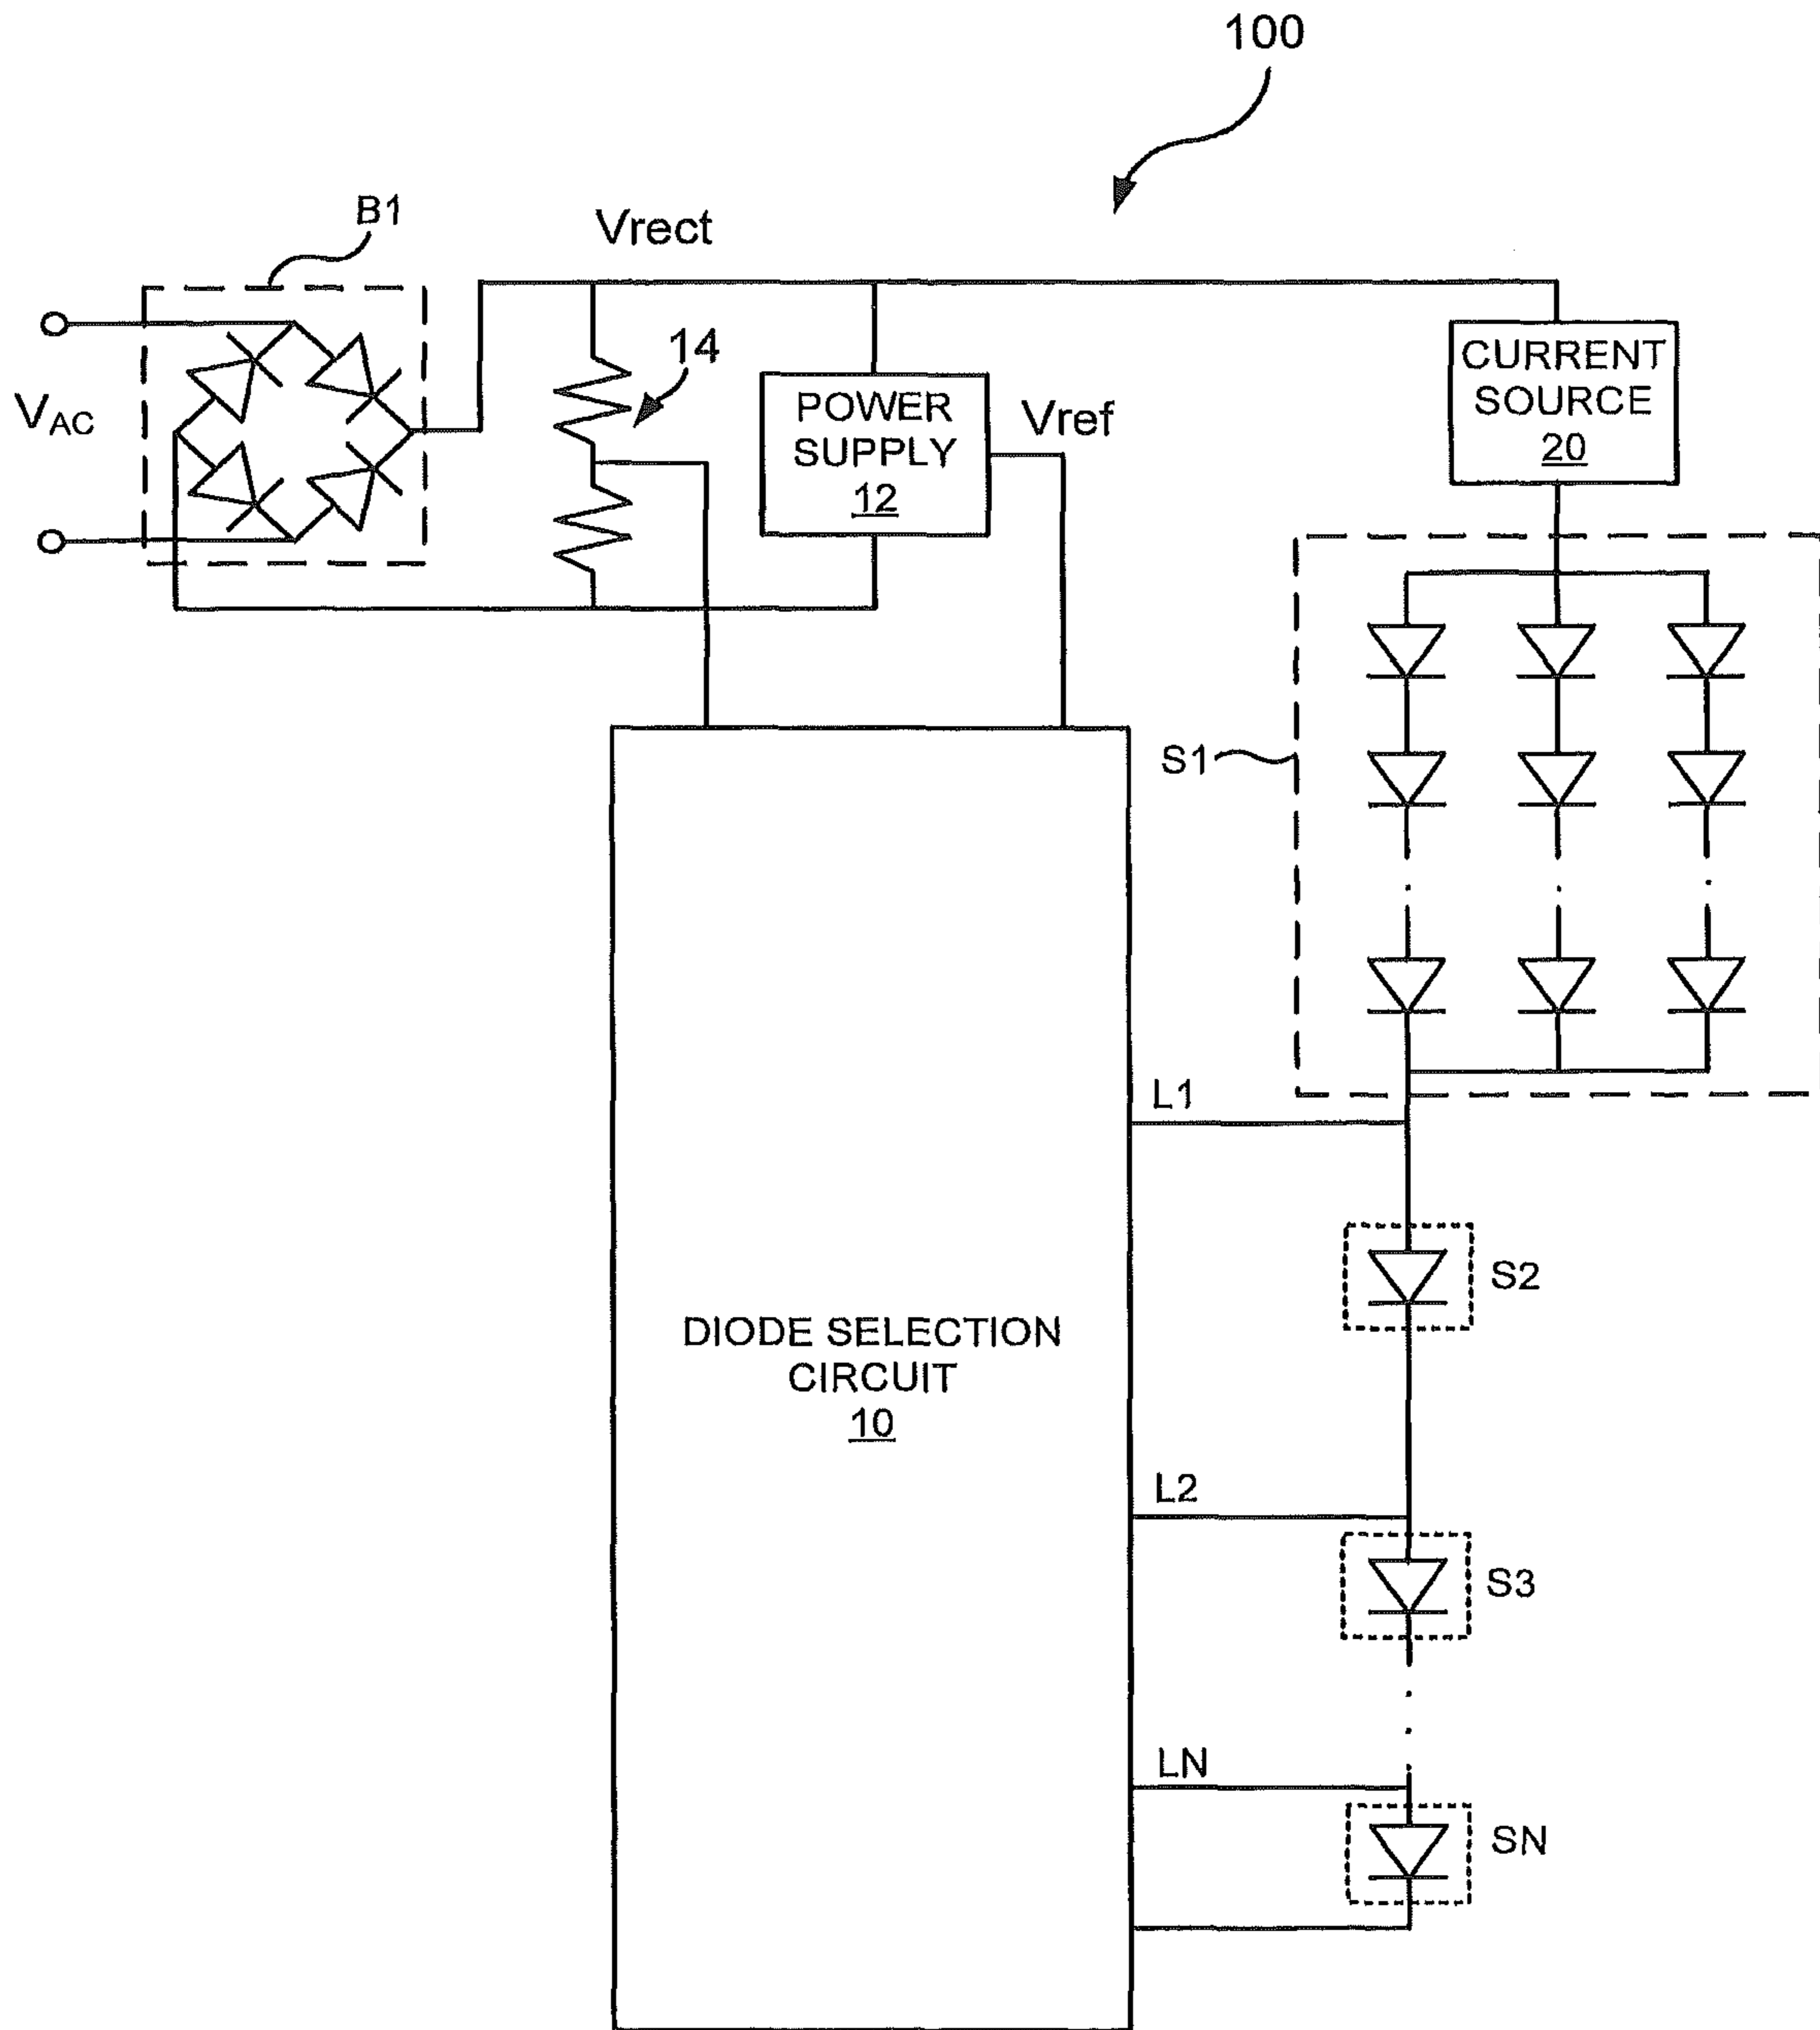 100
B1
Vrect
14
VAC
POWER
SUPPLY
12
Vref
CURRENT
SOURCE
20
S1
L1
S2
DIODE SELECTION
CIRCUIT
10
L2
S3
LN
SN